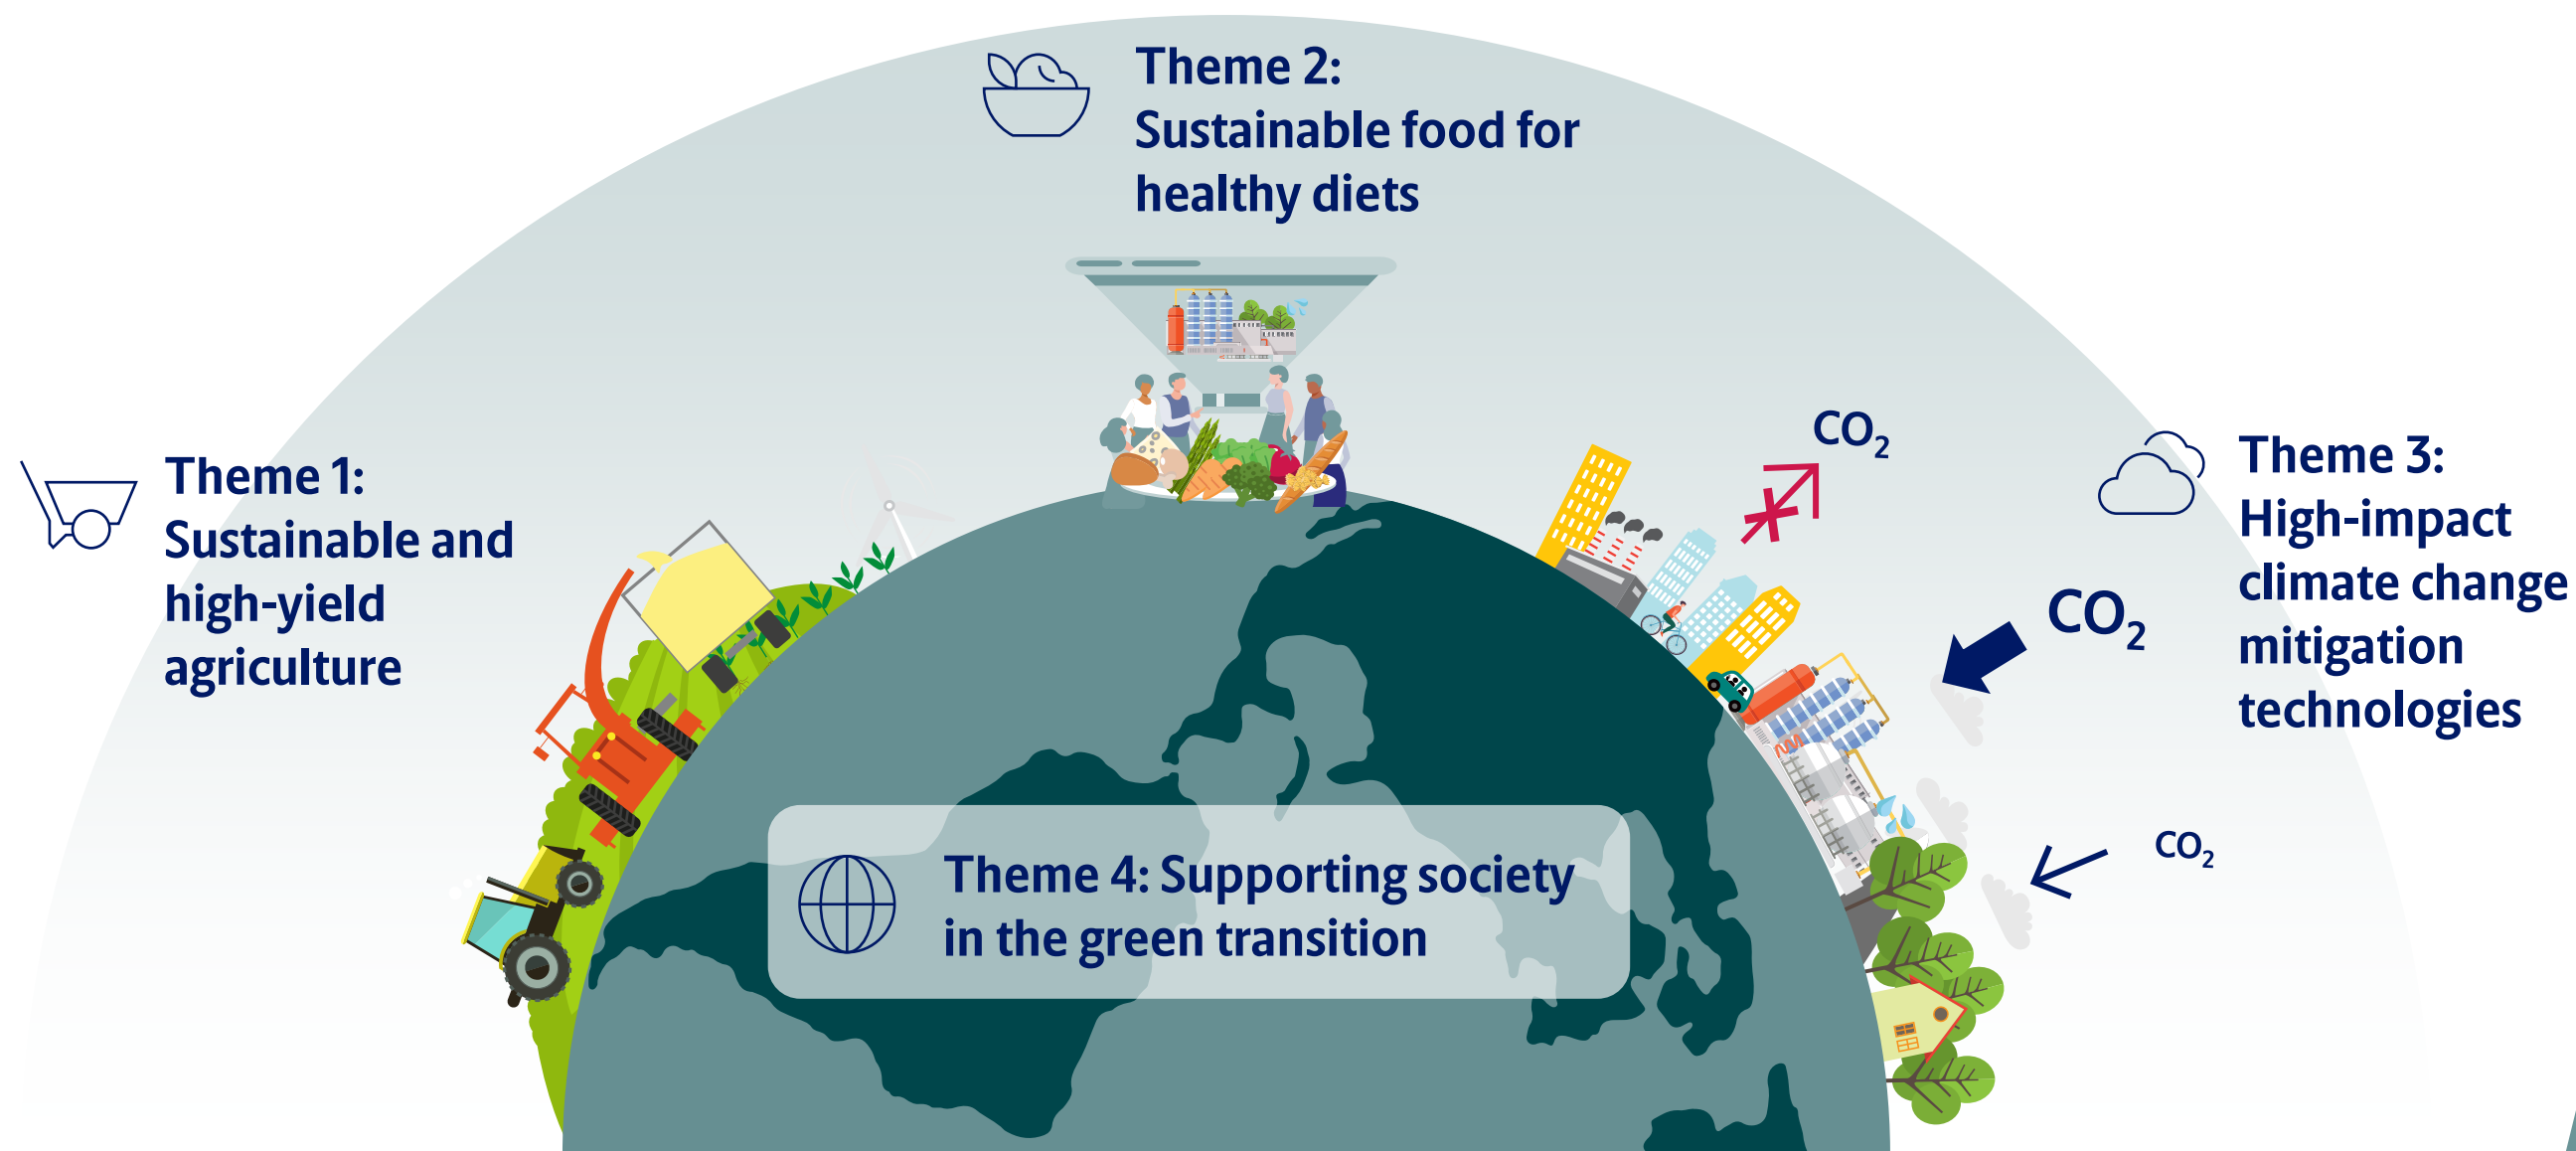 Theme 1:
Sustainable and
high-yield
agriculture
Theme 2:
Sustainable food for
healthy diets
CO₂
CO₂
CO₂
Theme 3:
High-impact
climate change
mitigation
technologies
Theme 4: Supporting society
in the green transition